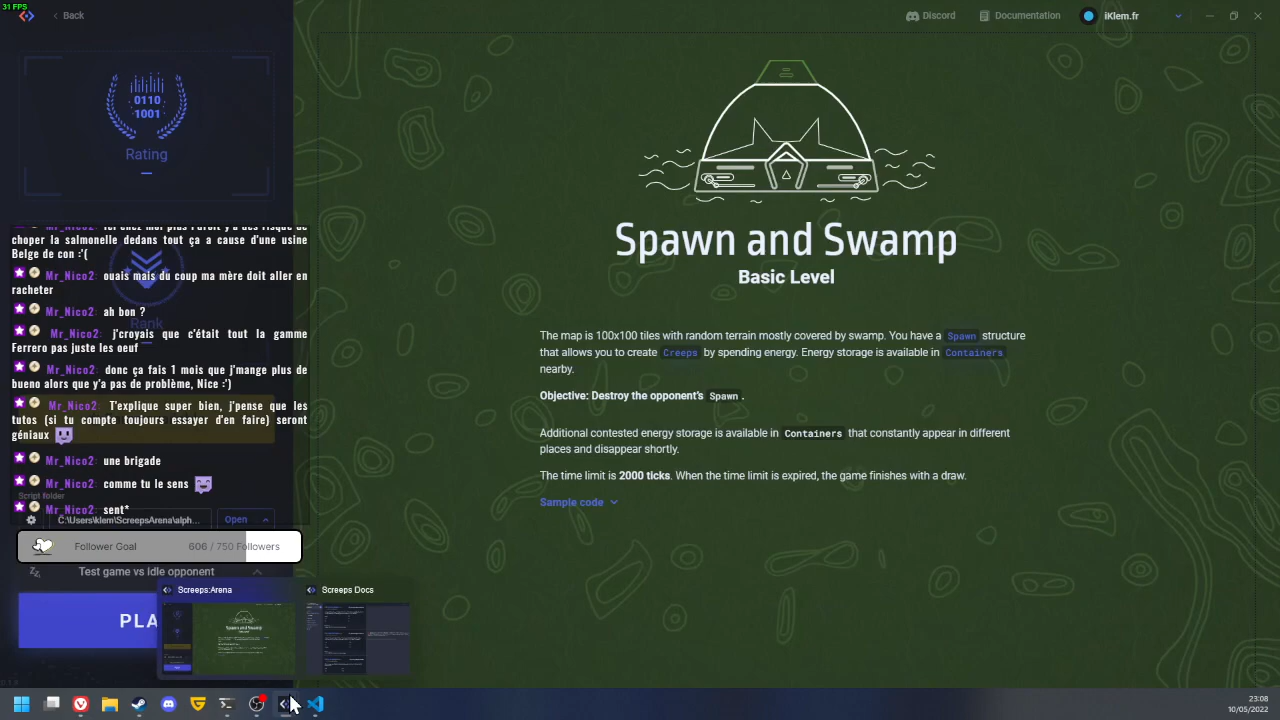 31 FPS
Back
Discord
Documentation
iKlem.fr
0110
1001
Rating
choper la salmonelle dedans tout ça a cause d'une usine
Belge de con :'(
Mr_Nico2: ouais mais du coup ma mère doit aller en
racheter
Mr_Nico2: ah bon ?
Rank
Mr_Nico2: j'croyais que c'était tout la gamme
Ferrero pas juste les oeuf
Mr_Nico2: donc ça fais 1 mois que j'mange plus de
bueno alors que y'a pas de problème, Nice :')
Mr_Nico2: T'explique super bien, j'pense que les
tutos (si tu compte toujours essayer d'en faire) seront
géniaux
Mr_Nico2: une brigade
Mr_Nico2: comme tu le sens
Script folder
Mr_Nico2: sent*
C:\Users\klem\ScreepsArena\alph...
Open
Follower Goal 606 / 750 Followers
Test game vs idle opponent
PLA
Spawn and Swamp
Basic Level
The map is 100x100 tiles with random terrain mostly covered by swamp. You have a Spawn structure
that allows you to create Creeps by spending energy. Energy storage is available in Containers
nearby.
Objective: Destroy the opponent's Spawn .
Additional contested energy storage is available in Containers that constantly appear in different
places and disappear shortly.
The time limit is 2000 ticks. When the time limit is expired, the game finishes with a draw.
Sample code
Screeps:Arena
Screeps Docs
23:08
10/05/2022